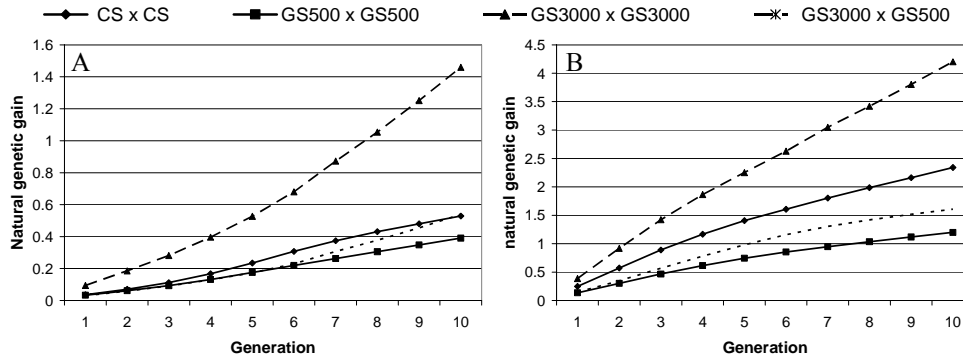 CS x CS GS500 x GS500 GS3000 x GS3000 GS3000 x GS500
A
Natural genetic gain
1.6
1.4
1.2
1
0.8
0.6
0.4
0.2
0
1 2 3 4 5 6 7 8 9 10
Generation
B
natural genetic gain
4.5
4
3.5
3
2.5
2
1.5
1
0.5
0
1 2 3 4 5 6 7 8 9 10
Generation